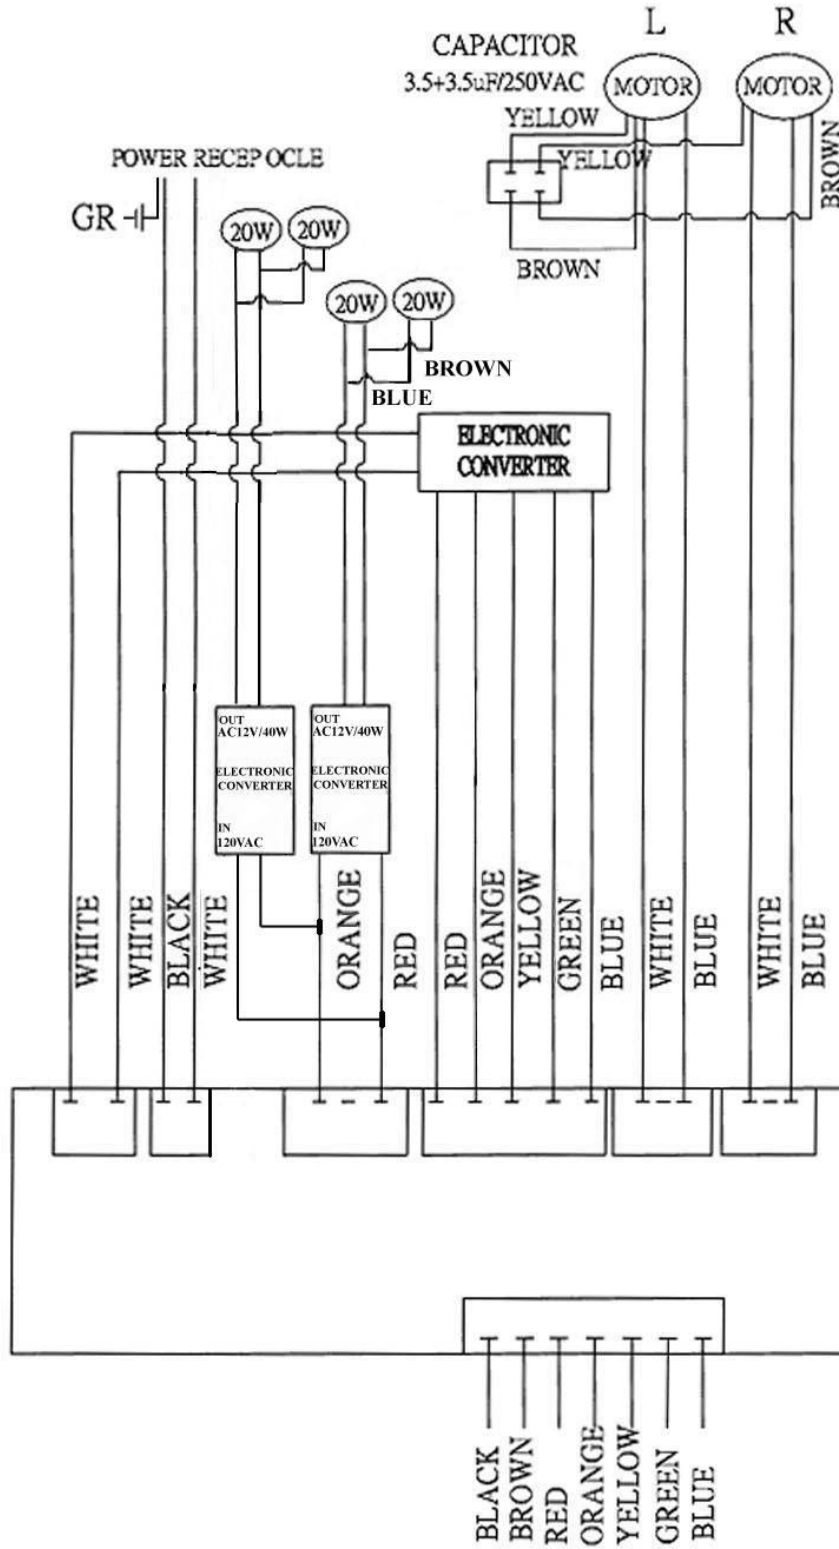 L
R
CAPACITOR
3.5+3.5uF/250VAC
MOTOR
MOTOR
YELLOW
YELLOW
BROWN
BROWN
POWER RECEP OCLE
GR
20W
20W
20W
20W
BROWN
BLUE
ELECTRONIC
CONVERTER
OUT
AC12V/40W
ELECTRONIC
CONVERTER
IN
120VAC
OUT
AC12V/40W
ELECTRONIC
CONVERTER
IN
120VAC
WHITE
WHITE
BLACK
WHITE
ORANGE
RED
RED
ORANGE
YELLOW
GREEN
BLUE
WHITE
BLUE
WHITE
BLUE
BLACK
BROWN
RED
ORANGE
YELLOW
GREEN
BLUE